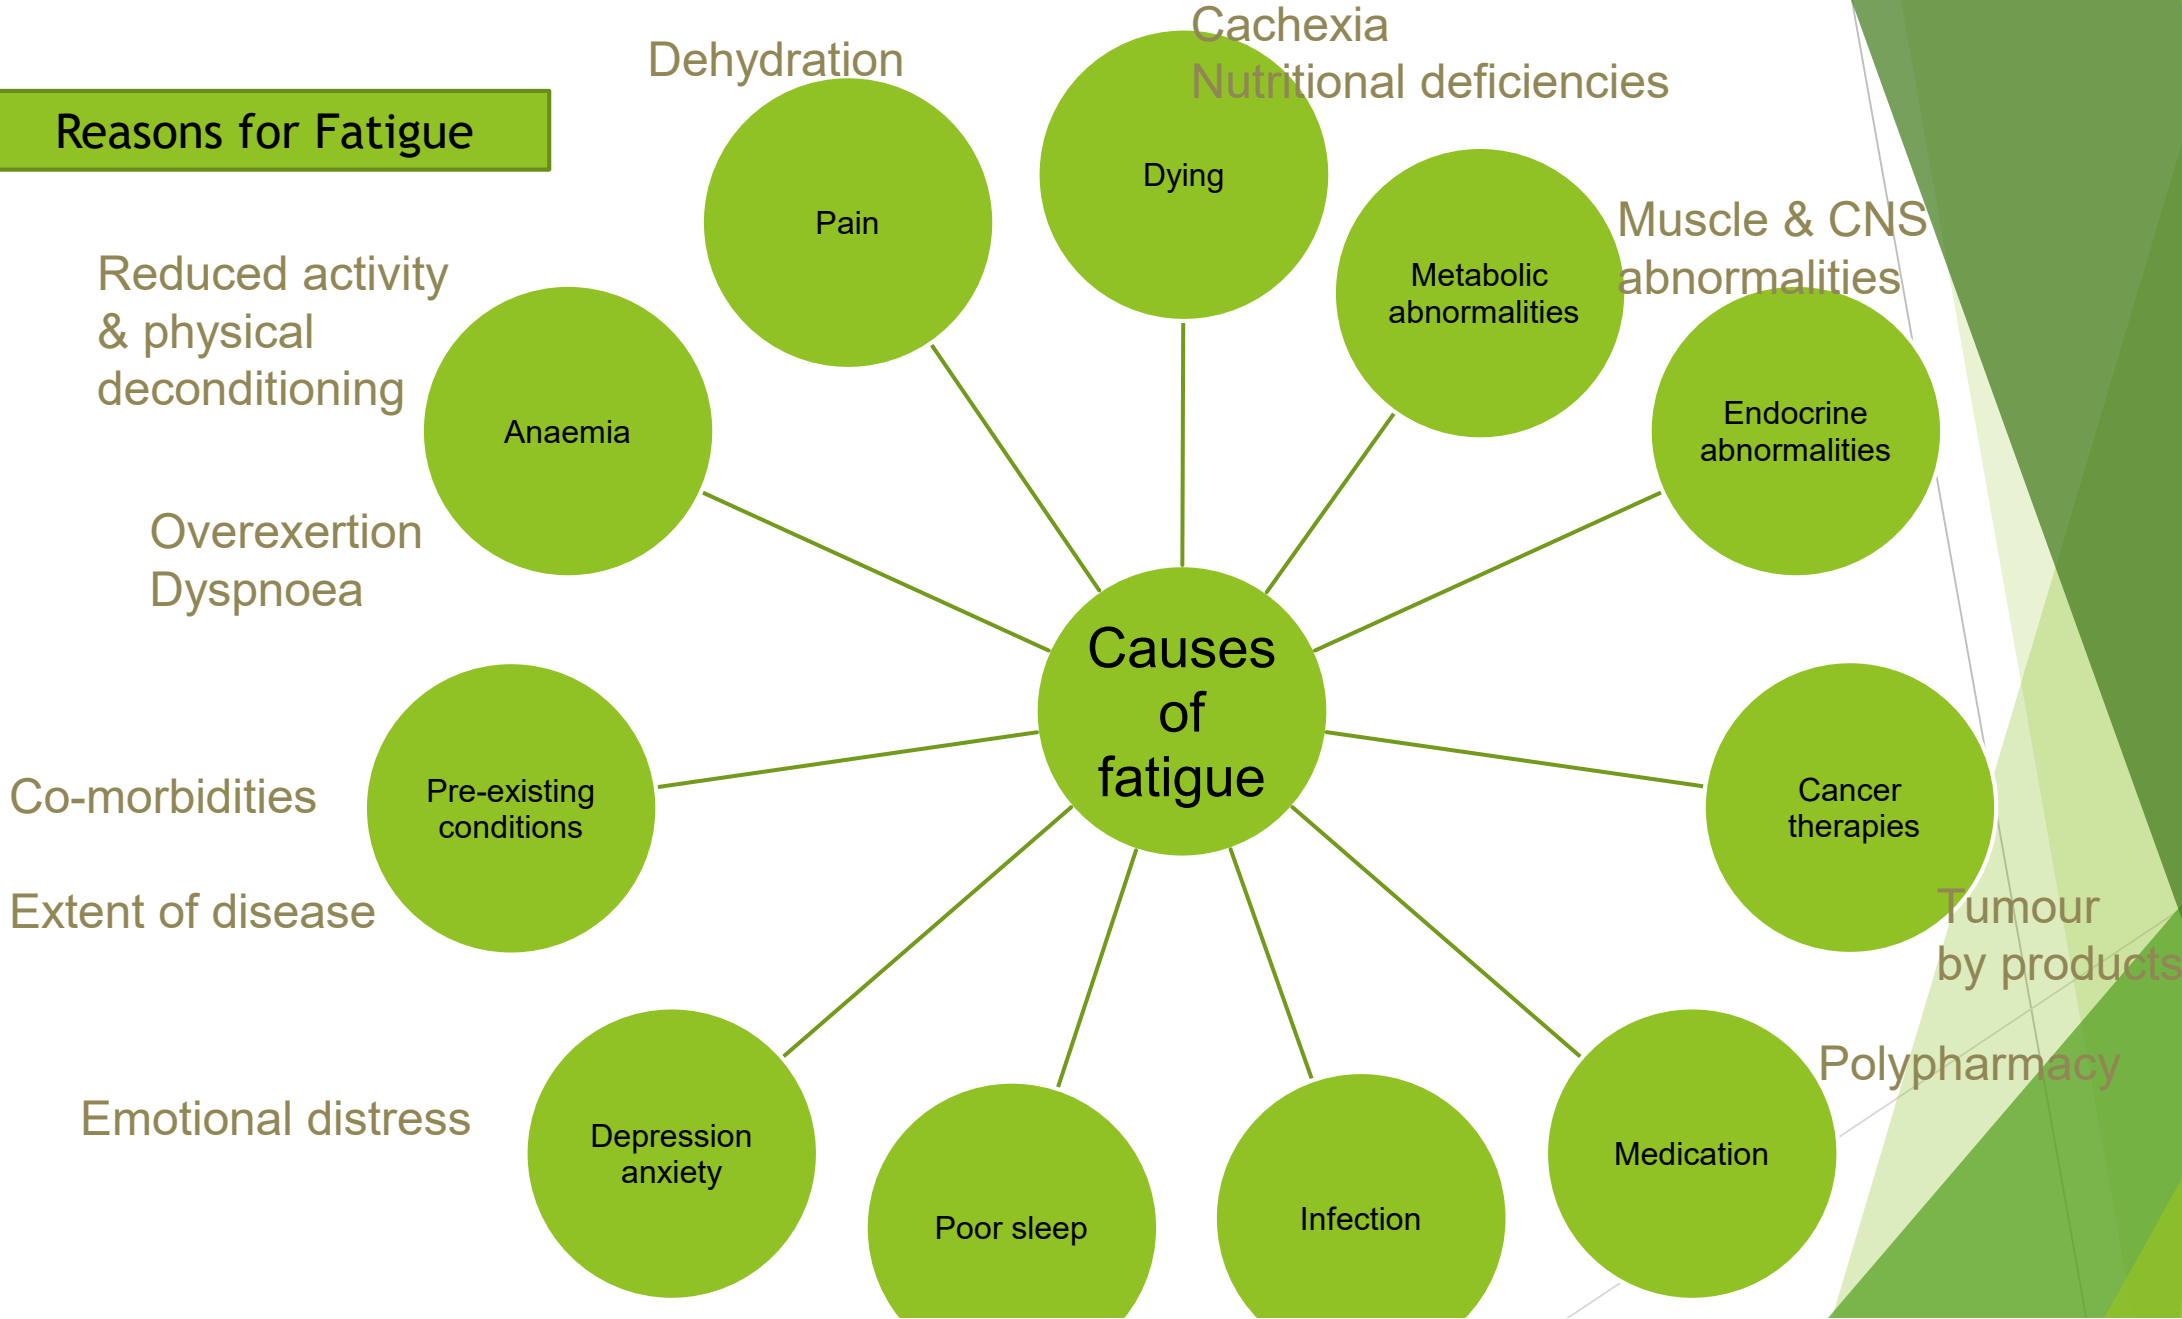 Cachexia
Nutritional deficiencies
Dehydration
Reasons for Fatigue
Dying
Pain
Muscle & CNS
abnormalities
Metabolic
abnormalities
Reduced activity
& physical
deconditioning
Anaemia
Endocrine
abnormalities
Overexertion
Dyspnoea
Causes
of
fatigue
Co-morbidities
Pre-existing
conditions
Cancer
therapies
Extent of disease
Tumour
by products
Polypharmacy
Emotional distress
Depression
anxiety
Medication
Poor sleep
Infection